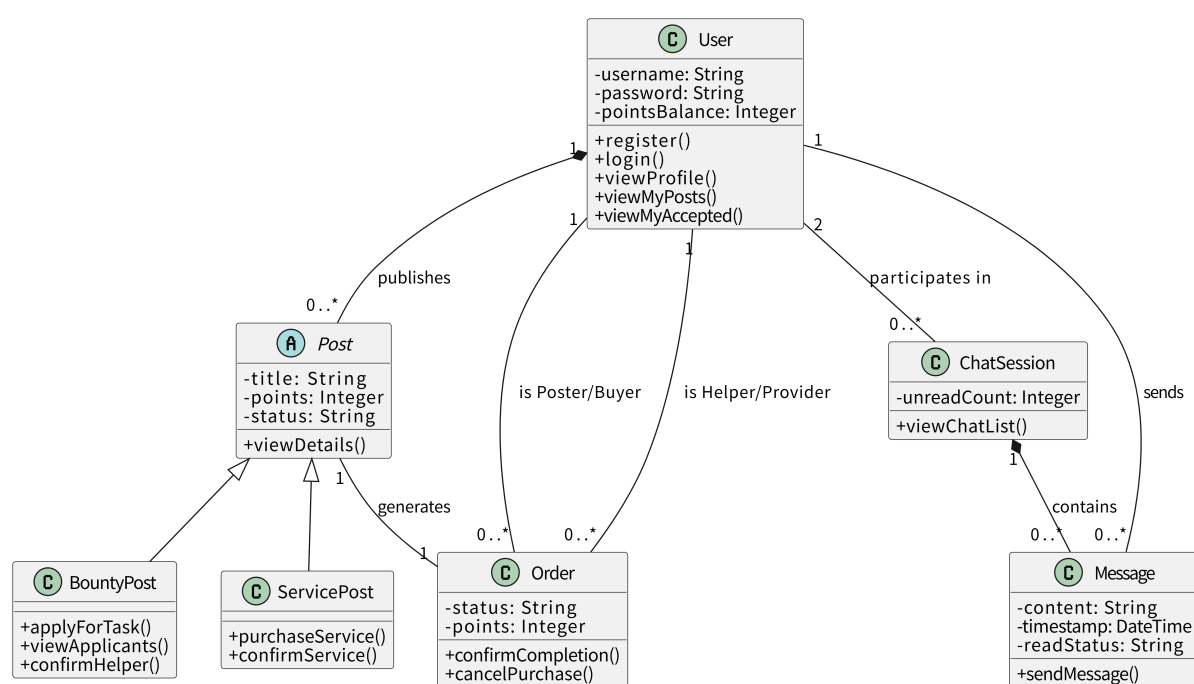 C User
-username: String
-password: String
-pointsBalance: Integer
+register()
+login()
+viewProfile()
+viewMyPosts()
+viewMyAccepted()
1
1
1
1
2
publishes
participates in
0..*
0..*
A Post
-title: String
-points: Integer
-status: String
+viewDetails()
C ChatSession
-unreadCount: Integer
+viewChatList()
is Poster/Buyer
is Helper/Provider
sends
1
1
generates
contains
0..*
0..*
0..*
0..*
1
C BountyPost
+applyForTask()
+viewApplicants()
+confirmHelper()
C ServicePost
+purchaseService()
+confirmService()
C Order
-status: String
-points: Integer
+confirmCompletion()
+cancelPurchase()
C Message
-content: String
-timestamp: DateTime
-readStatus: String
+sendMessage()